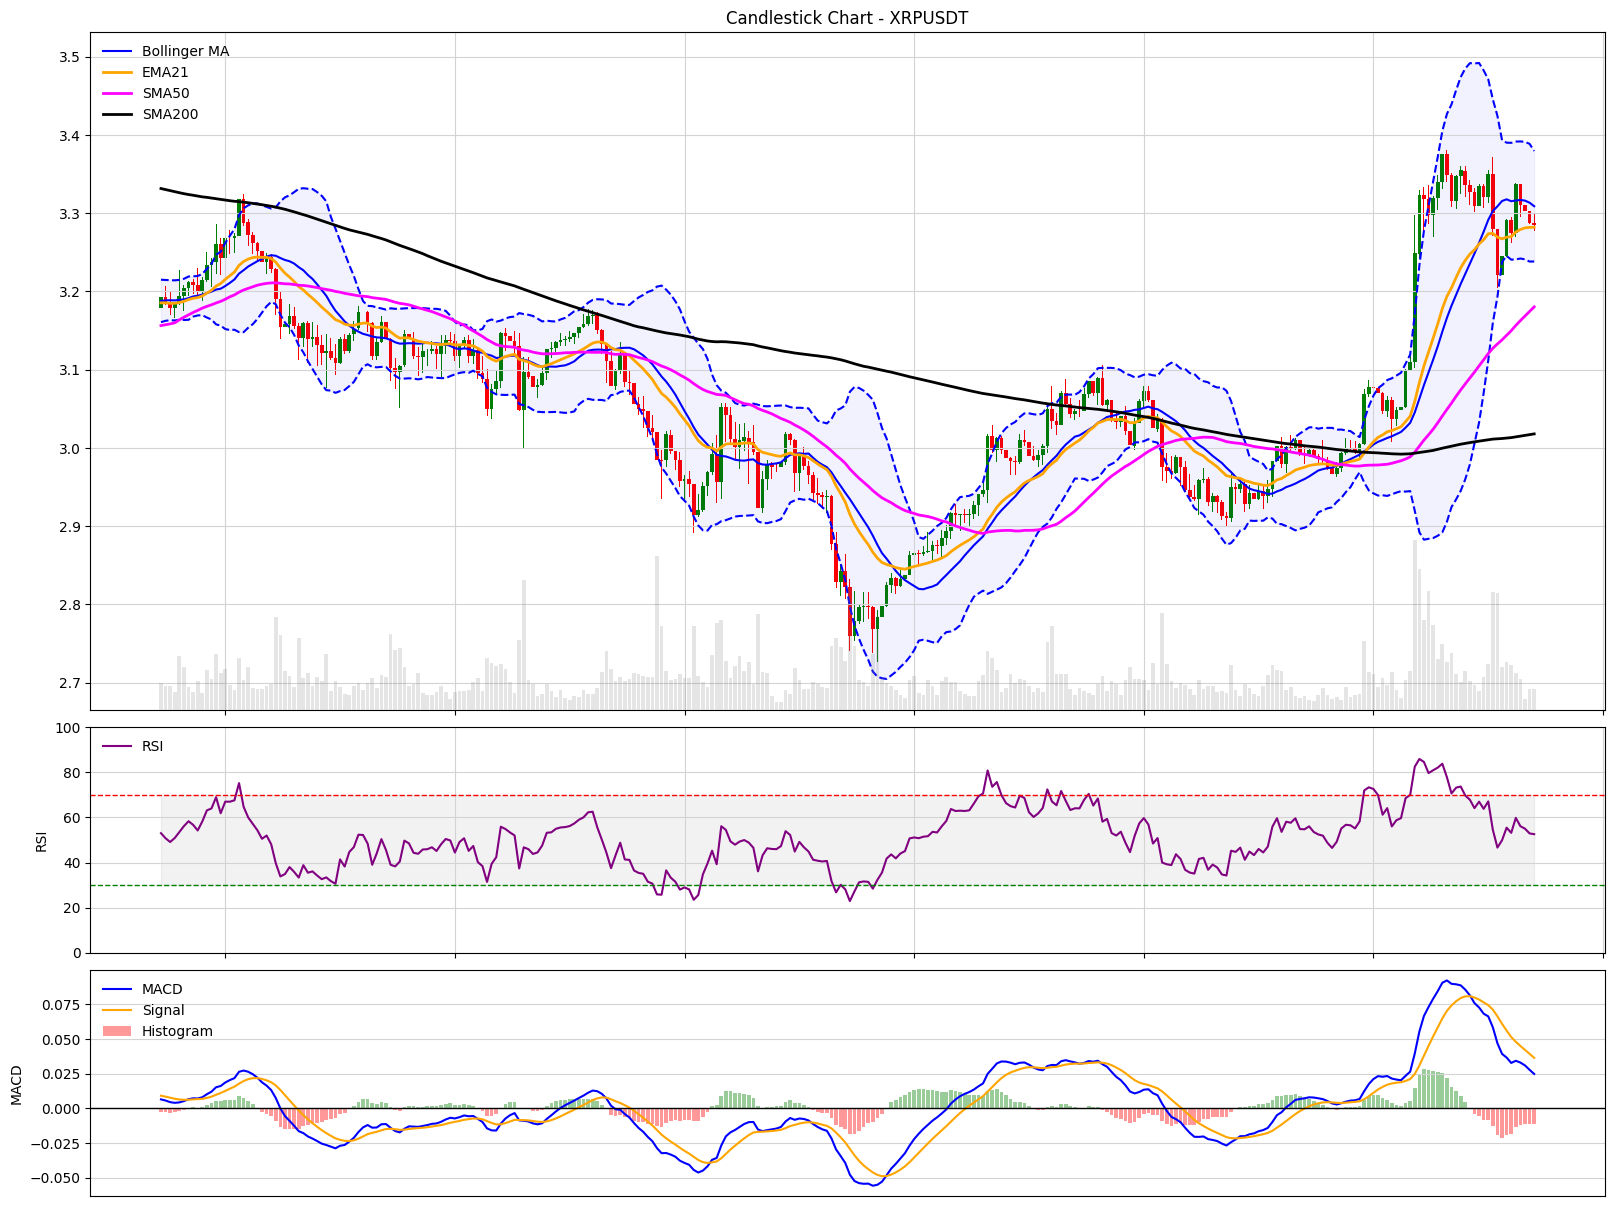 Candlestick Chart - XRPUSDT
Bollinger MA
EMA21
SMA50
SMA200
3.5
3.4
3.3
3.2
3.1
3.0
2.9
2.8
2.7
RSI
RSI
100
80
60
40
20
0
MACD
Signal
Histogram
MACD
0.075
0.050
0.025
0.000
−0.025
−0.050